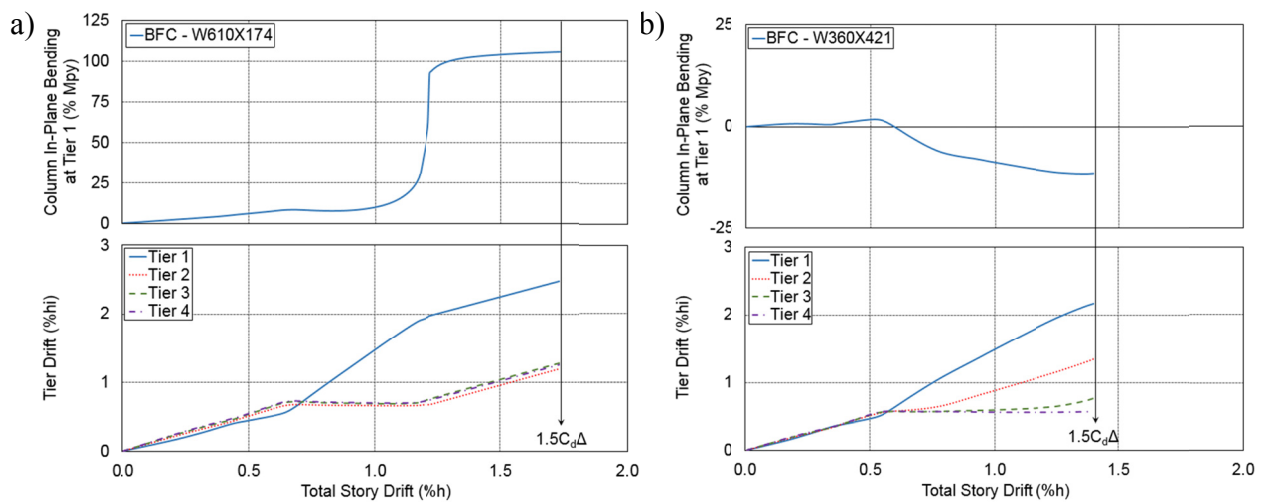 a)
Column In-Plane Bending
at Tier 1 (% Mpy)
125
100
75
50
25
0
BFC - W610X174
Tier Drift (%hi)
3
2
1
0
Tier 1
Tier 2
Tier 3
Tier 4
1.5CdΔ
0.0 0.5 1.0 1.5 2.0
Total Story Drift (%h)
b)
Column In-Plane Bending
at Tier 1 (% Mpy)
25
0
-25
BFC - W360X421
Tier Drift (%hi)
3
2
1
0
Tier 1
Tier 2
Tier 3
Tier 4
1.5CdΔ
0.0 0.5 1.0 1.5 2.0
Total Story Drift (%h)